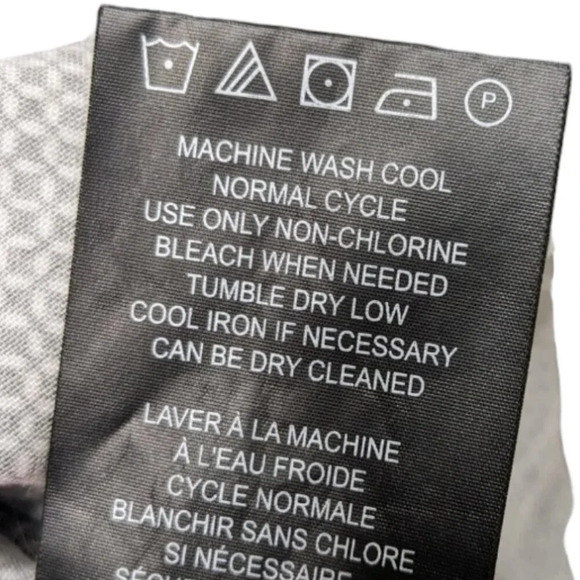 P
MACHINE WASH COOL
NORMAL CYCLE
USE ONLY NON-CHLORINE
BLEACH WHEN NEEDED
TUMBLE DRY LOW
COOL IRON IF NECESSARY
CAN BE DRY CLEANED
LAVER À LA MACHINE
À L'EAU FROIDE
CYCLE NORMALE
BLANCHIR SANS CHLORE
SI NÉCESSAIRE